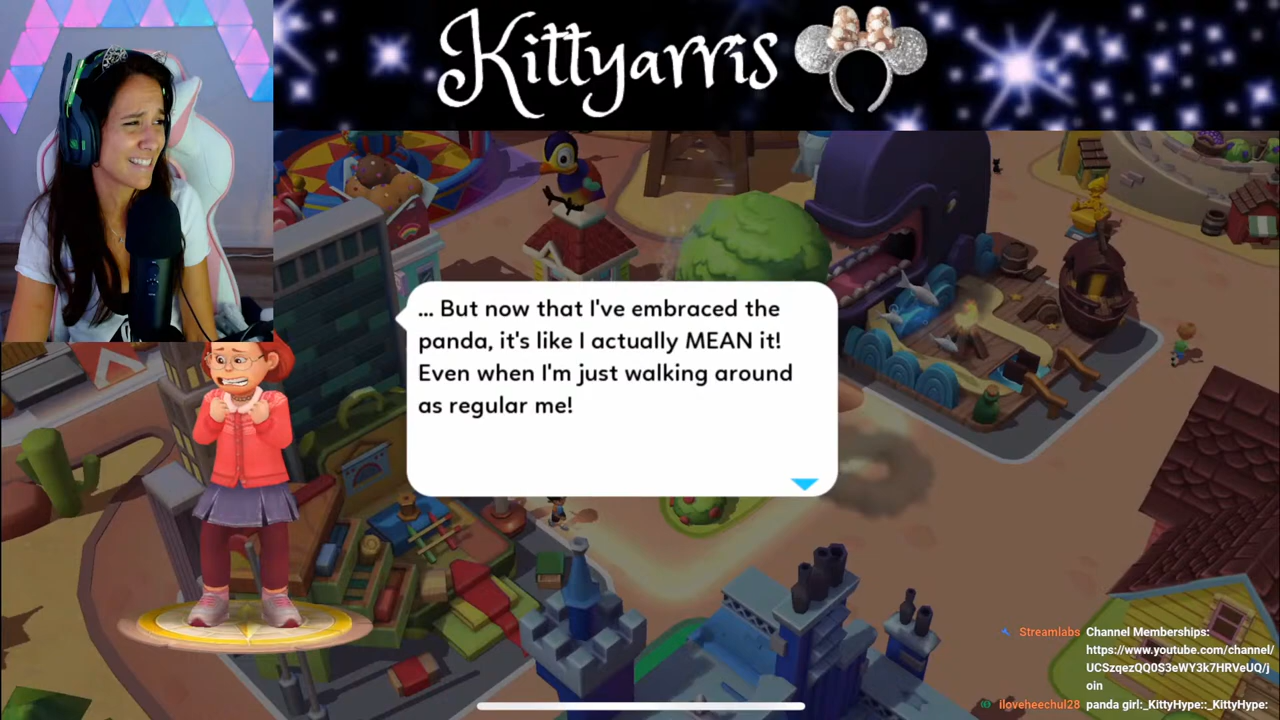 Kittyarris
... But now that I've embraced the
panda, it's like I actually MEAN it!
Even when I'm just walking around
as regular me!
Streamlabs Channel Memberships:
https://www.youtube.com/channel/
UCSzqezQQ0S3eWY3k7HRVeUQ/j
oin
iloveheechul28 panda girl:_KittyHype::_KittyHype: